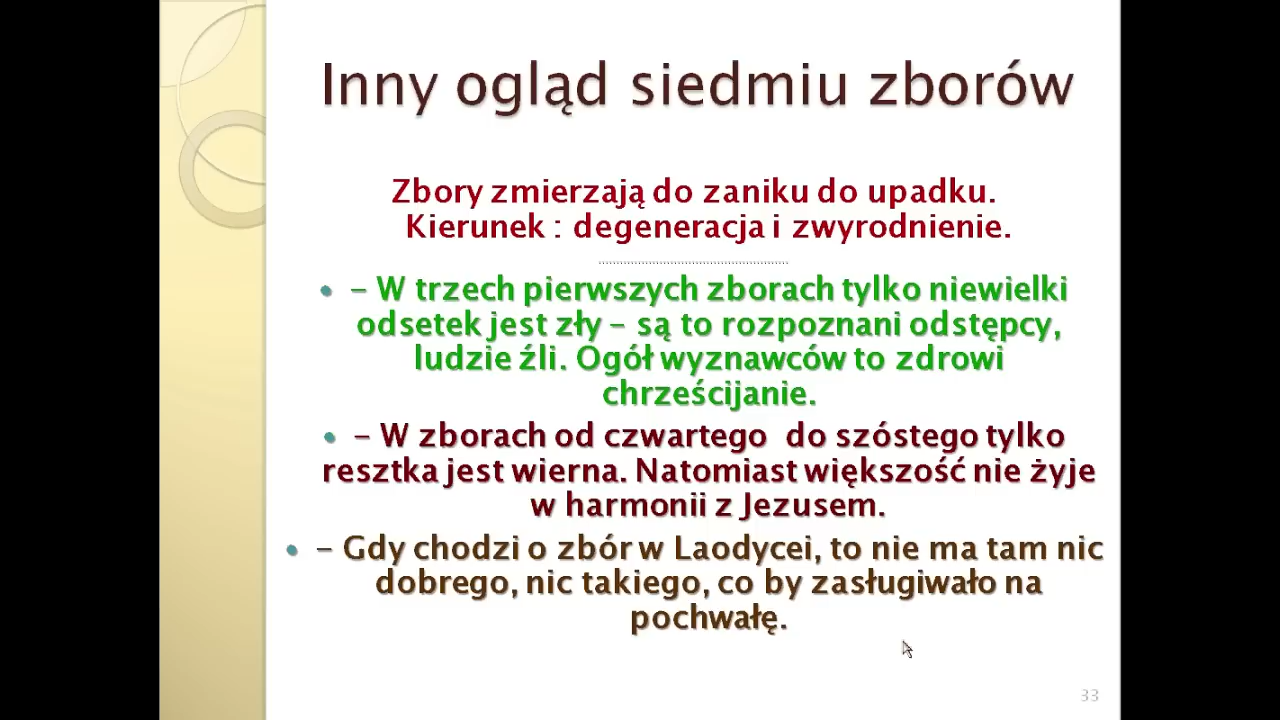 Inny ogląd siedmiu zborów
Zbory zmierzają do zaniku do upadku.
Kierunek : degeneracja i zwyrodnienie.
• – W trzech pierwszych zborach tylko niewielki
odsetek jest zły – są to rozpoznani odstępcy,
ludzie źli. Ogół wyznawców to zdrowi
chrześcijanie.
• – W zborach od czwartego do szóstego tylko
resztka jest wierna. Natomiast większość nie żyje
w harmonii z Jezusem.
• – Gdy chodzi o zbór w Laodycei, to nie ma tam nic
dobrego, nic takiego, co by zasługiwało na
pochwałę.
33